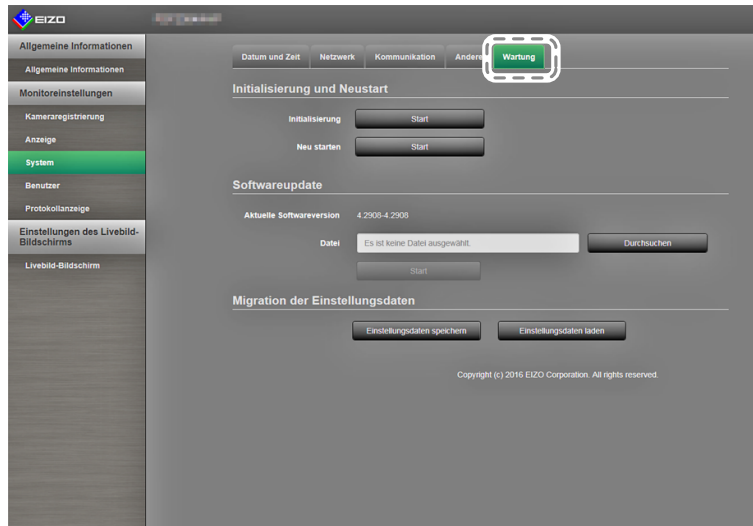 EIZO
Allgemeine Informationen
Allgemeine Informationen
Monitoreinstellungen
Kameraregistrierung
Anzeige
System
Benutzer
Protokollanzeige
Einstellungen des Livebild-
Bildschirms
Livebild-Bildschirm
Datum und Zeit Netzwerk Kommunikation Andere Wartung
Initialisierung und Neustart
Initialisierung Start
Neu starten Start
Softwareupdate
Aktuelle Softwareversion 4.2908-4.2908
Datei Es ist keine Datei ausgewählt. Durchsuchen
Start
Migration der Einstellungsdaten
Einstellungsdaten speichern Einstellungsdaten laden
Copyright (c) 2016 EIZO Corporation. All rights reserved.